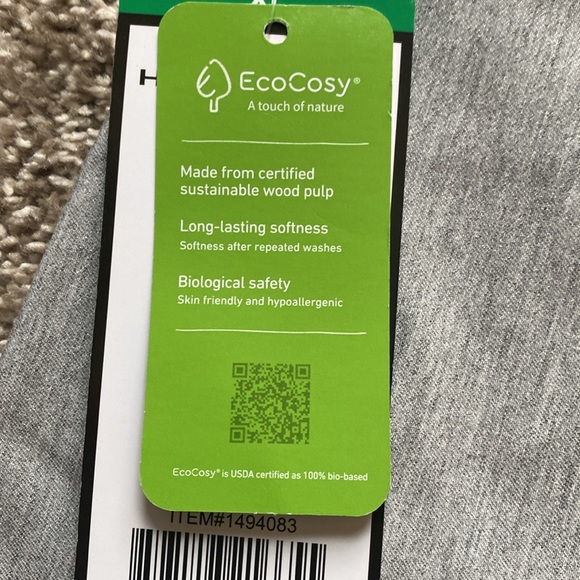 EcoCosy®
A touch of nature
Made from certified
sustainable wood pulp
Long-lasting softness
Softness after repeated washes
Biological safety
Skin friendly and hypoallergenic
EcoCosy® is USDA certified as 100% bio-based
ITEM#1494083